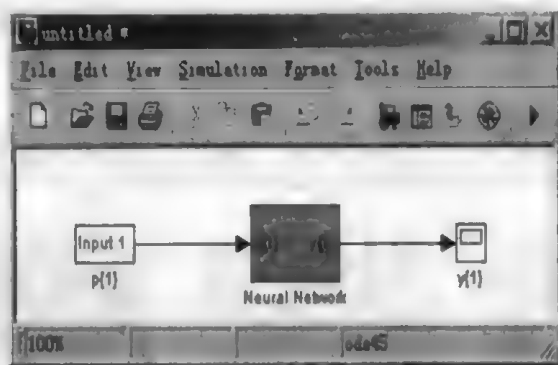 untitled *
File Edit View Simulation Format Tools Help
Input 1
p{1}
Neural Network
y{1}
100%
ode45